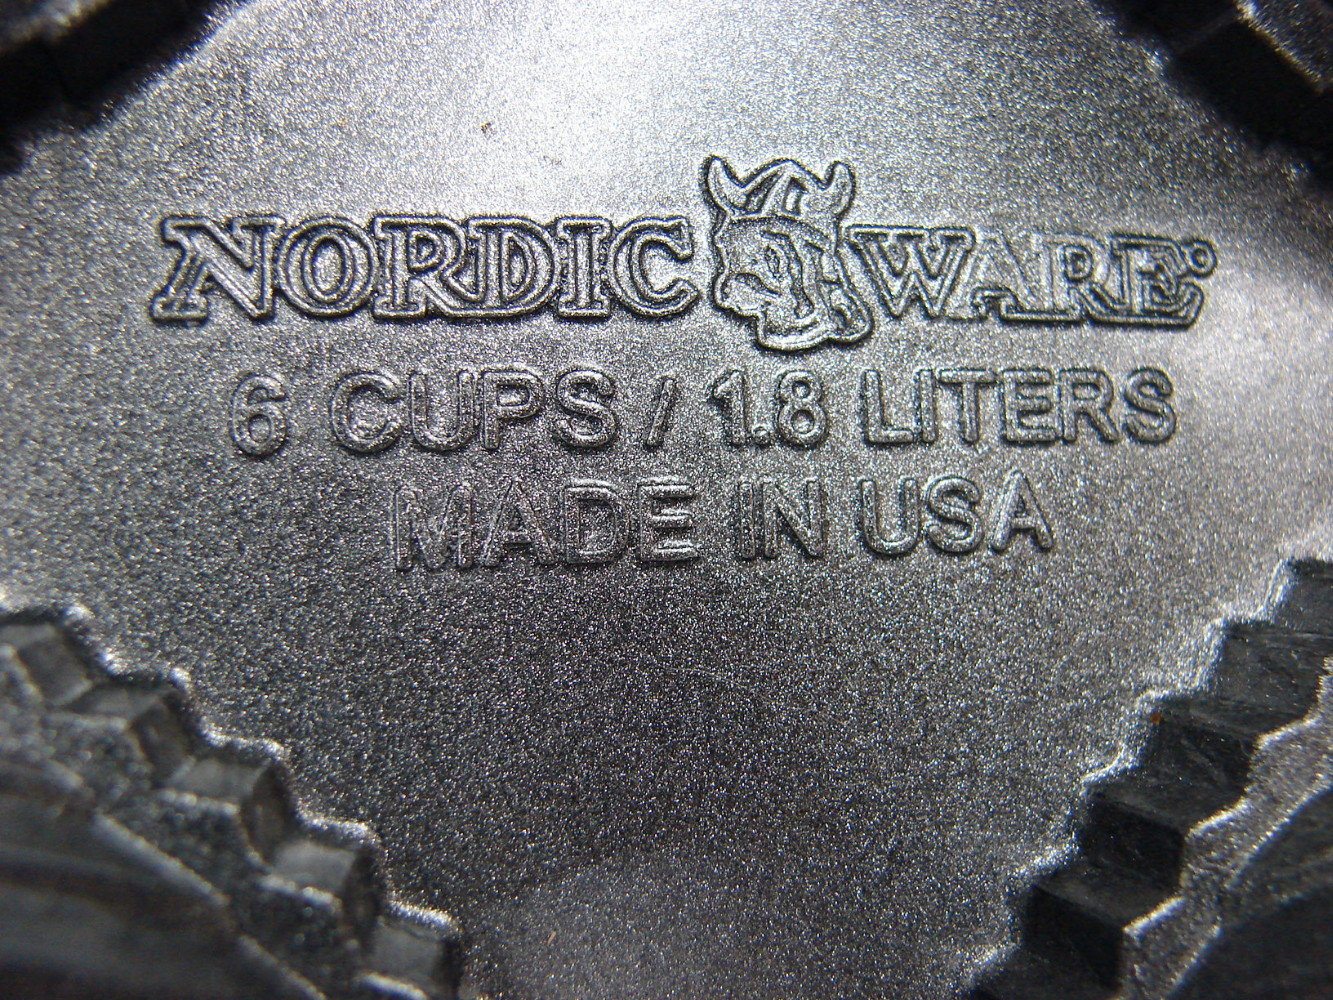 NORDIC WARE®
6 CUPS / 1.8 LITERS
MADE IN USA